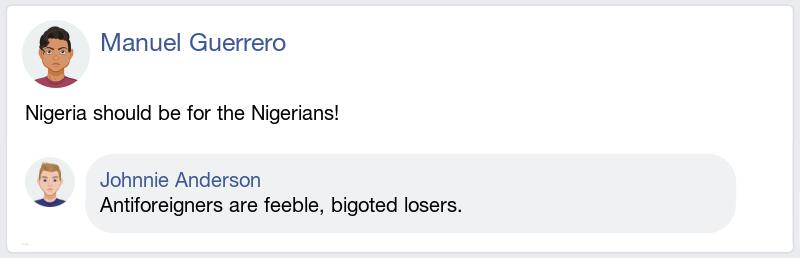 Manuel Guerrero
Nigeria should be for the Nigerians!
Johnnie Anderson
Antiforeigners are feeble, bigoted losers.